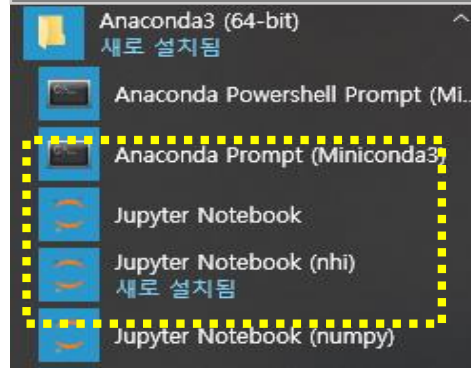 Anaconda3 (64-bit)
새로 설치됨
Anaconda Powershell Prompt (Mi...
Anaconda Prompt (Miniconda3)
Jupyter Notebook
Jupyter Notebook (nhi)
새로 설치됨
Jupyter Notebook (numpy)